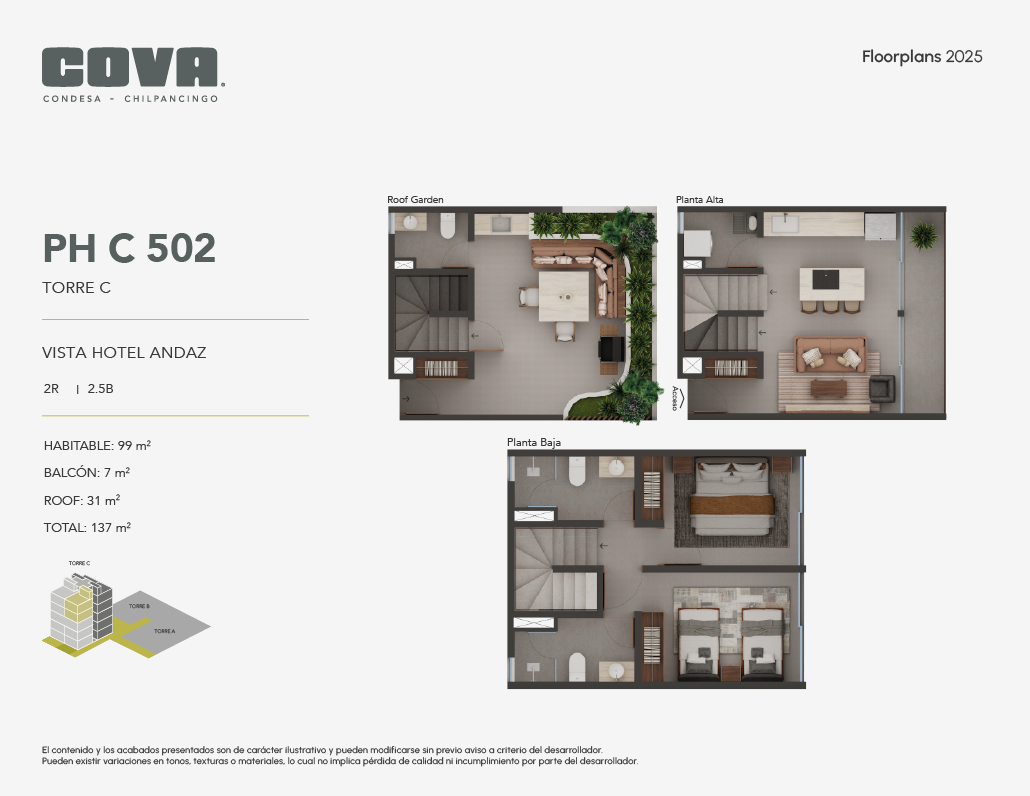 COVA.
CONDESA - CHILPANCINGO
Floorplans 2025
PH C 502
TORRE C
VISTA HOTEL ANDAZ
2R | 2.5B
HABITABLE: 99 m²
BALCÓN: 7 m²
ROOF: 31 m²
TOTAL: 137 m²
TORRE C
TORRE B
TORRE A
Roof Garden
Planta Alta
Acceso
Planta Baja
El contenido y los acabados presentados son de carácter ilustrativo y pueden modificarse sin previo aviso a criterio del desarrollador.
Pueden existir variaciones en tonos, texturas o materiales, lo cual no implica pérdida de calidad ni incumplimiento por parte del desarrollador.